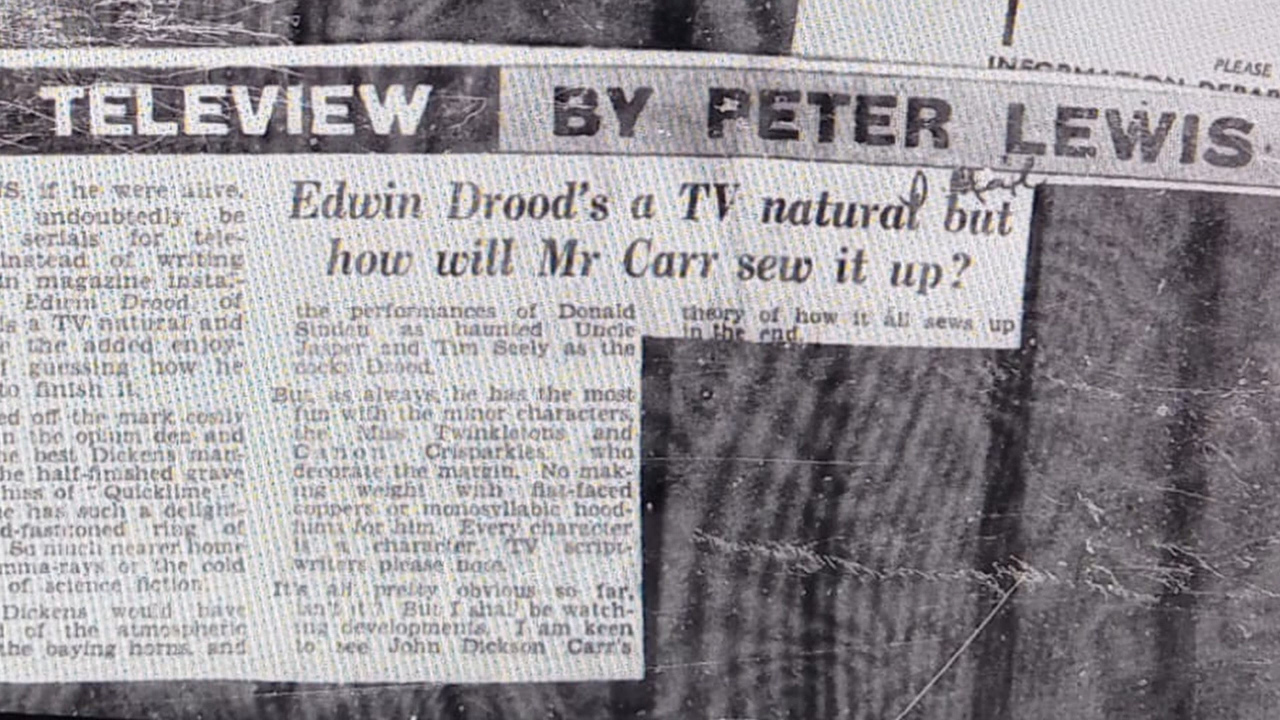 PLEASE
INFORMATION DEPAR
TELEVIEW BY PETER LEWIS
Edwin Drood's a TV natural but
how will Mr Carr sew it up?
S, if he were alive,
undoubtedly be
serials for tele-
instead of writing
in magazine instal-
Edwin Drood of
is a TV natural and
the added enjoy-
guessing how he
to finish it.
ed off the mark easily
in the opium den and
he best Dickens man-
he half-finished grave
hiss of "Quicklime"
e has such a delight-
d-fashioned ring of
So much nearer home
mma-rays or the cold
of science fiction.
Dickens would have
of the atmospheric
the baying horns, and
the performances of Donald
Sinden as haunted Uncle
Jasper and Tim Seely as the
Drood.
But as always he has the most
fun with the minor characters,
the Miss Twinkletons and
Canon Crisparkles, who
decorate the margin. No mak-
ing weight with flat-faced
coppers or monosyllabic hood-
lums for him. Every character
is a character. TV script-
writers please note.
It's all pretty obvious so far,
isn't it? But I shall be watch-
ing developments. I am keen
to see John Dickson Carr's
theory of how it all sews up
in the end.